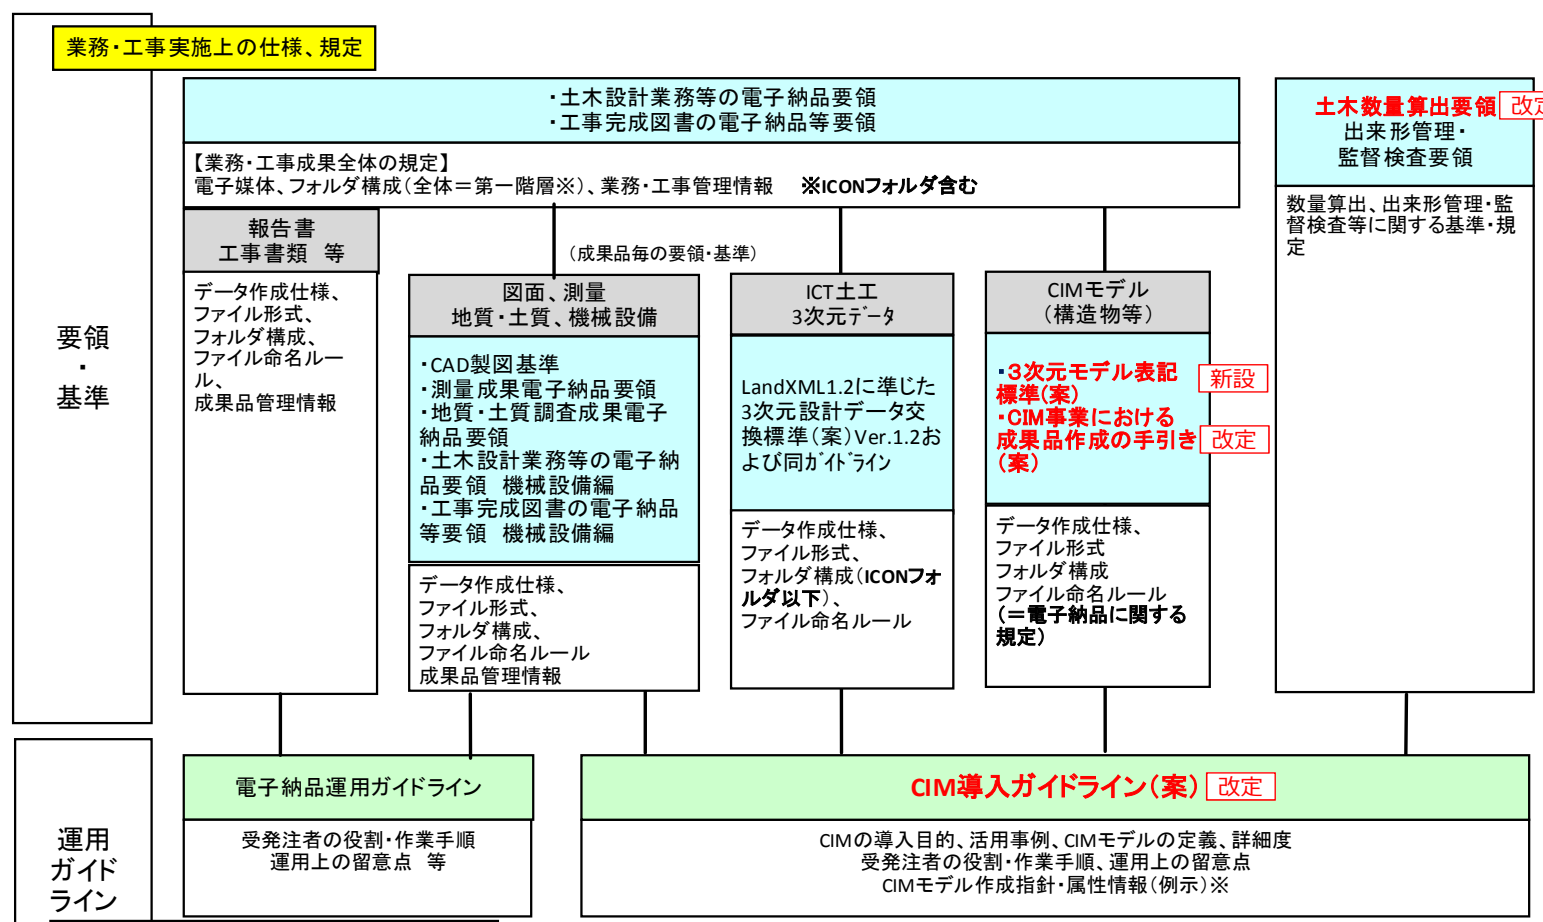 業務・工事実施上の仕様、規定
要領
・
基準
・土木設計業務等の電子納品要領
・工事完成図書の電子納品等要領
【業務・工事成果全体の規定】
電子媒体、フォルダ構成（全体＝第一階層※）、業務・工事管理情報　※ICONフォルダ含む
土木数量算出要領 改定
出来形管理・
監督検査要領
数量算出、出来形管理・監
督検査等に関する基準・規
定
（成果品毎の要領・基準）
報告書
工事書類　等
データ作成仕様、
ファイル形式、
フォルダ構成、
ファイル命名ルー
ル、
成果品管理情報
図面、測量
地質・土質、機械設備
・CAD製図基準
・測量成果電子納品要領
・地質・土質調査成果電子
納品要領
・土木設計業務等の電子納
品要領　機械設備編
・工事完成図書の電子納品
等要領　機械設備編
データ作成仕様、
ファイル形式、
フォルダ構成、
ファイル命名ルール
成果品管理情報
ICT土工
3次元ﾃﾞｰﾀ
LandXML1.2に準じた
3次元設計データ交
換標準（案）Ver.1.2お
よび同ｶﾞｲﾄﾞﾗｲﾝ
データ作成仕様、
ファイル形式、
フォルダ構成（ICONフォ
ルダ以下）、
ファイル命名ルール
CIMモデル
（構造物等）
・３次元モデル表記 新設
標準（案）
・CIM事業における
成果品作成の手引き 改定
（案）
データ作成仕様、
ファイル形式
フォルダ構成
ファイル命名ルール
（＝電子納品に関する
規定）
運用
ガイド
ライン
電子納品運用ガイドライン
受発注者の役割・作業手順
運用上の留意点　等
CIM導入ガイドライン（案） 改定
CIMの導入目的、活用事例、CIMモデルの定義、詳細度
受発注者の役割・作業手順、運用上の留意点
CIMモデル作成指針・属性情報（例示）※